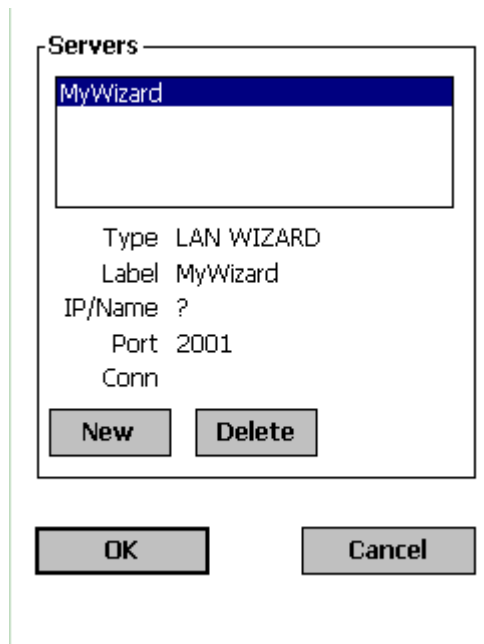 Servers
MyWizard
Type LAN WIZARD
Label MyWizard
IP/Name ?
Port 2001
Conn
New Delete
OK Cancel